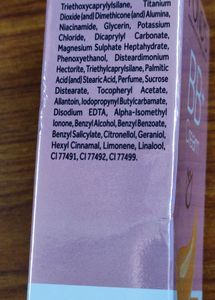 Triethoxycaprylylsilane, Titanium
Dioxide (and) Dimethicone (and) Alumina,
Niacinamide, Glycerin, Potassium
Chloride, Dicaprylyl Carbonate,
Magnesium Sulphate Heptahydrate,
Phenoxyethanol, Disteardimonium
Hectorite, Triethylcaprylylsilane, Palmitic
Acid (and) Stearic Acid, Perfume, Sucrose
Distearate, Tocopheryl Acetate,
Allantoin, Iodopropynyl Butylcarbamate,
Disodium EDTA, Alpha-Isomethyl
Ionone, Benzyl Alcohol, Benzyl Benzoate,
Benzyl Salicylate, Citronellol, Geraniol,
Hexyl Cinnamal, Limonene, Linalool,
CI 77491, CI 77492, CI 77499.